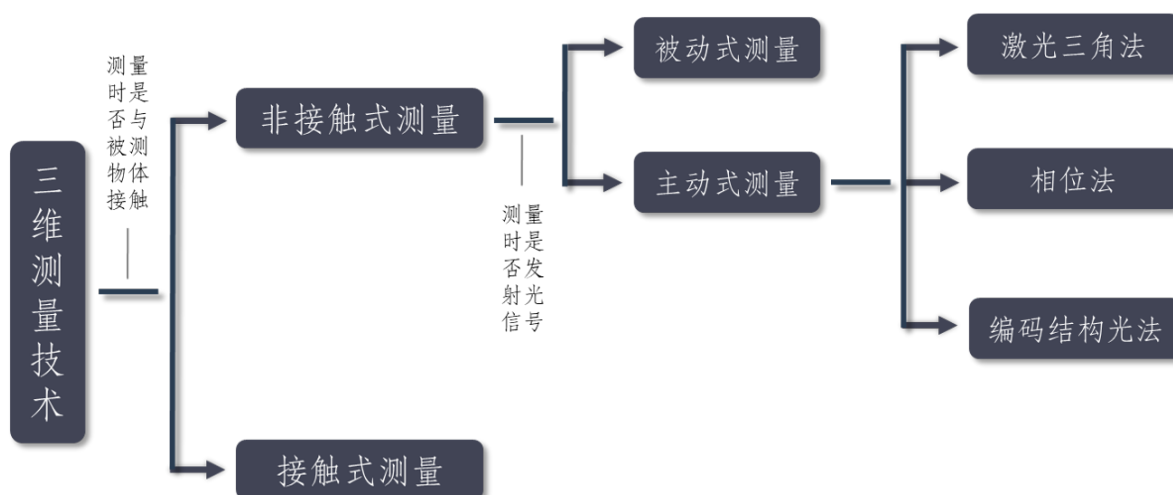 三维测量技术
测量
时是
否与
被测
物体
接触
非接触式测量
接触式测量
测量
时是
否发
射光
信号
被动式测量
主动式测量
激光三角法
相位法
编码结构光法